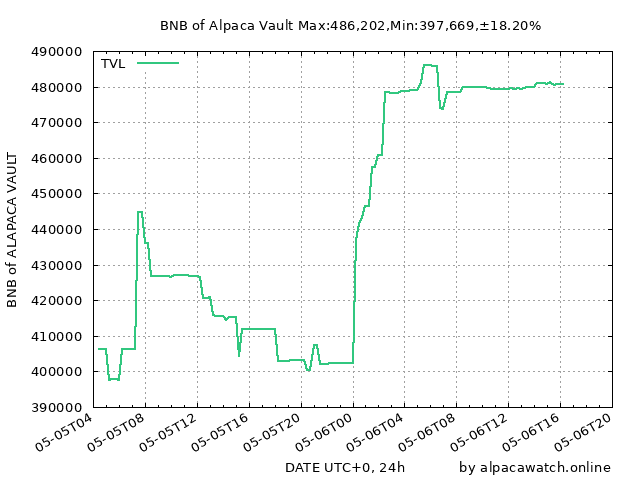 BNB of Alpaca Vault Max:486,202,Min:397,669,±18.20%
TVL
490000
480000
470000
460000
450000
440000
430000
420000
410000
400000
390000
BNB of ALAPACA VAULT
05-05T04
05-05T08
05-05T12
05-05T16
05-05T20
05-06T00
05-06T04
05-06T08
05-06T12
05-06T16
05-06T20
DATE UTC+0, 24h
by alpacawatch.online